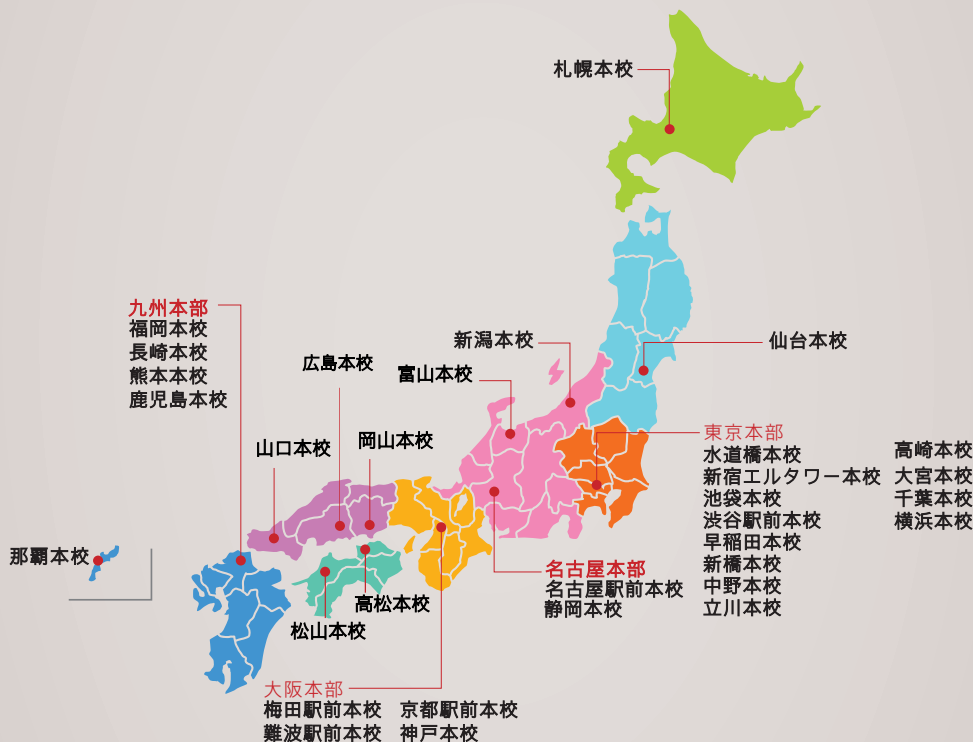 札幌本校
仙台本校
新潟本校
富山本校
九州本部
福岡本校
長崎本校
熊本本校
鹿児島本校
広島本校
岡山本校
山口本校
東京本部
水道橋本校
新宿エルタワー本校
池袋本校
渋谷駅前本校
早稲田本校
新橋本校
中野本校
立川本校
高崎本校
大宮本校
千葉本校
横浜本校
那覇本校
名古屋本部
名古屋駅前本校
静岡本校
高松本校
松山本校
大阪本部
梅田駅前本校 京都駅前本校
難波駅前本校 神戸本校